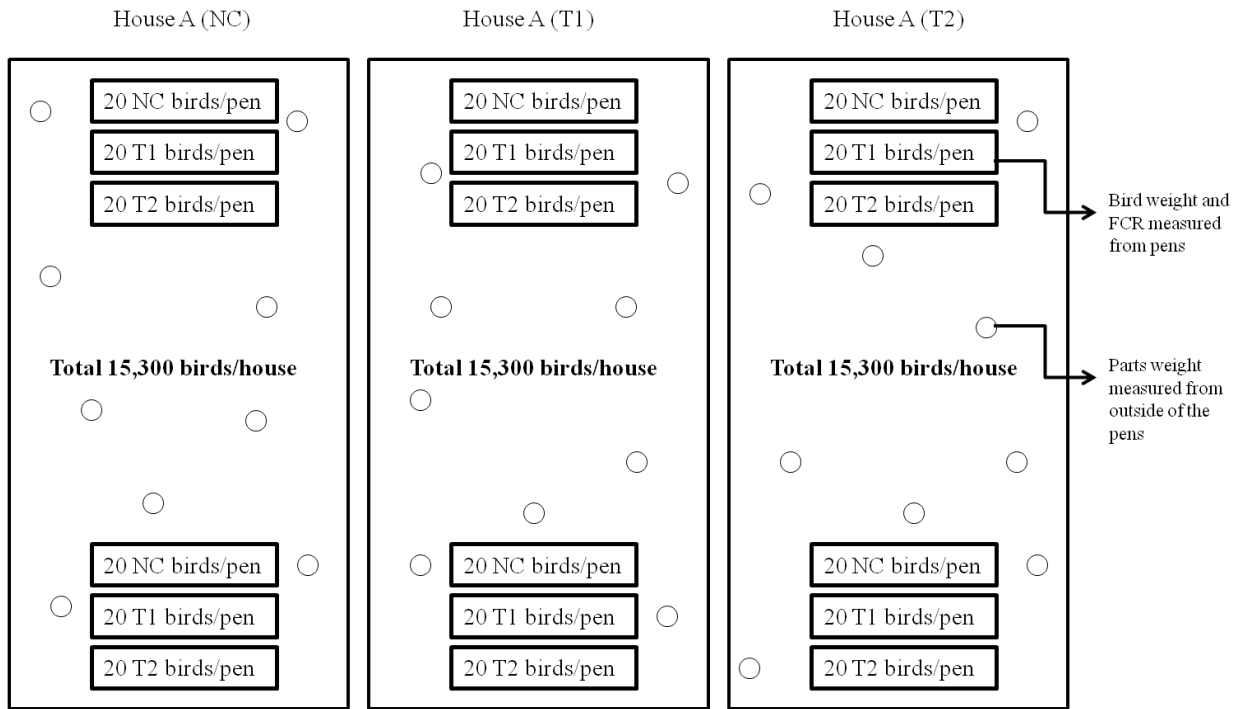 House A (NC)
House A (T1)
House A (T2)
20 NC birds/pen
20 T1 birds/pen
20 T2 birds/pen
20 NC birds/pen
20 T1 birds/pen
20 T2 birds/pen
20 NC birds/pen
20 T1 birds/pen
20 T2 birds/pen
Bird weight and
FCR measured
from pens
Total 15,300 birds/house
Total 15,300 birds/house
Total 15,300 birds/house
Parts weight
measured from
outside of the
pens
20 NC birds/pen
20 T1 birds/pen
20 T2 birds/pen
20 NC birds/pen
20 T1 birds/pen
20 T2 birds/pen
20 NC birds/pen
20 T1 birds/pen
20 T2 birds/pen